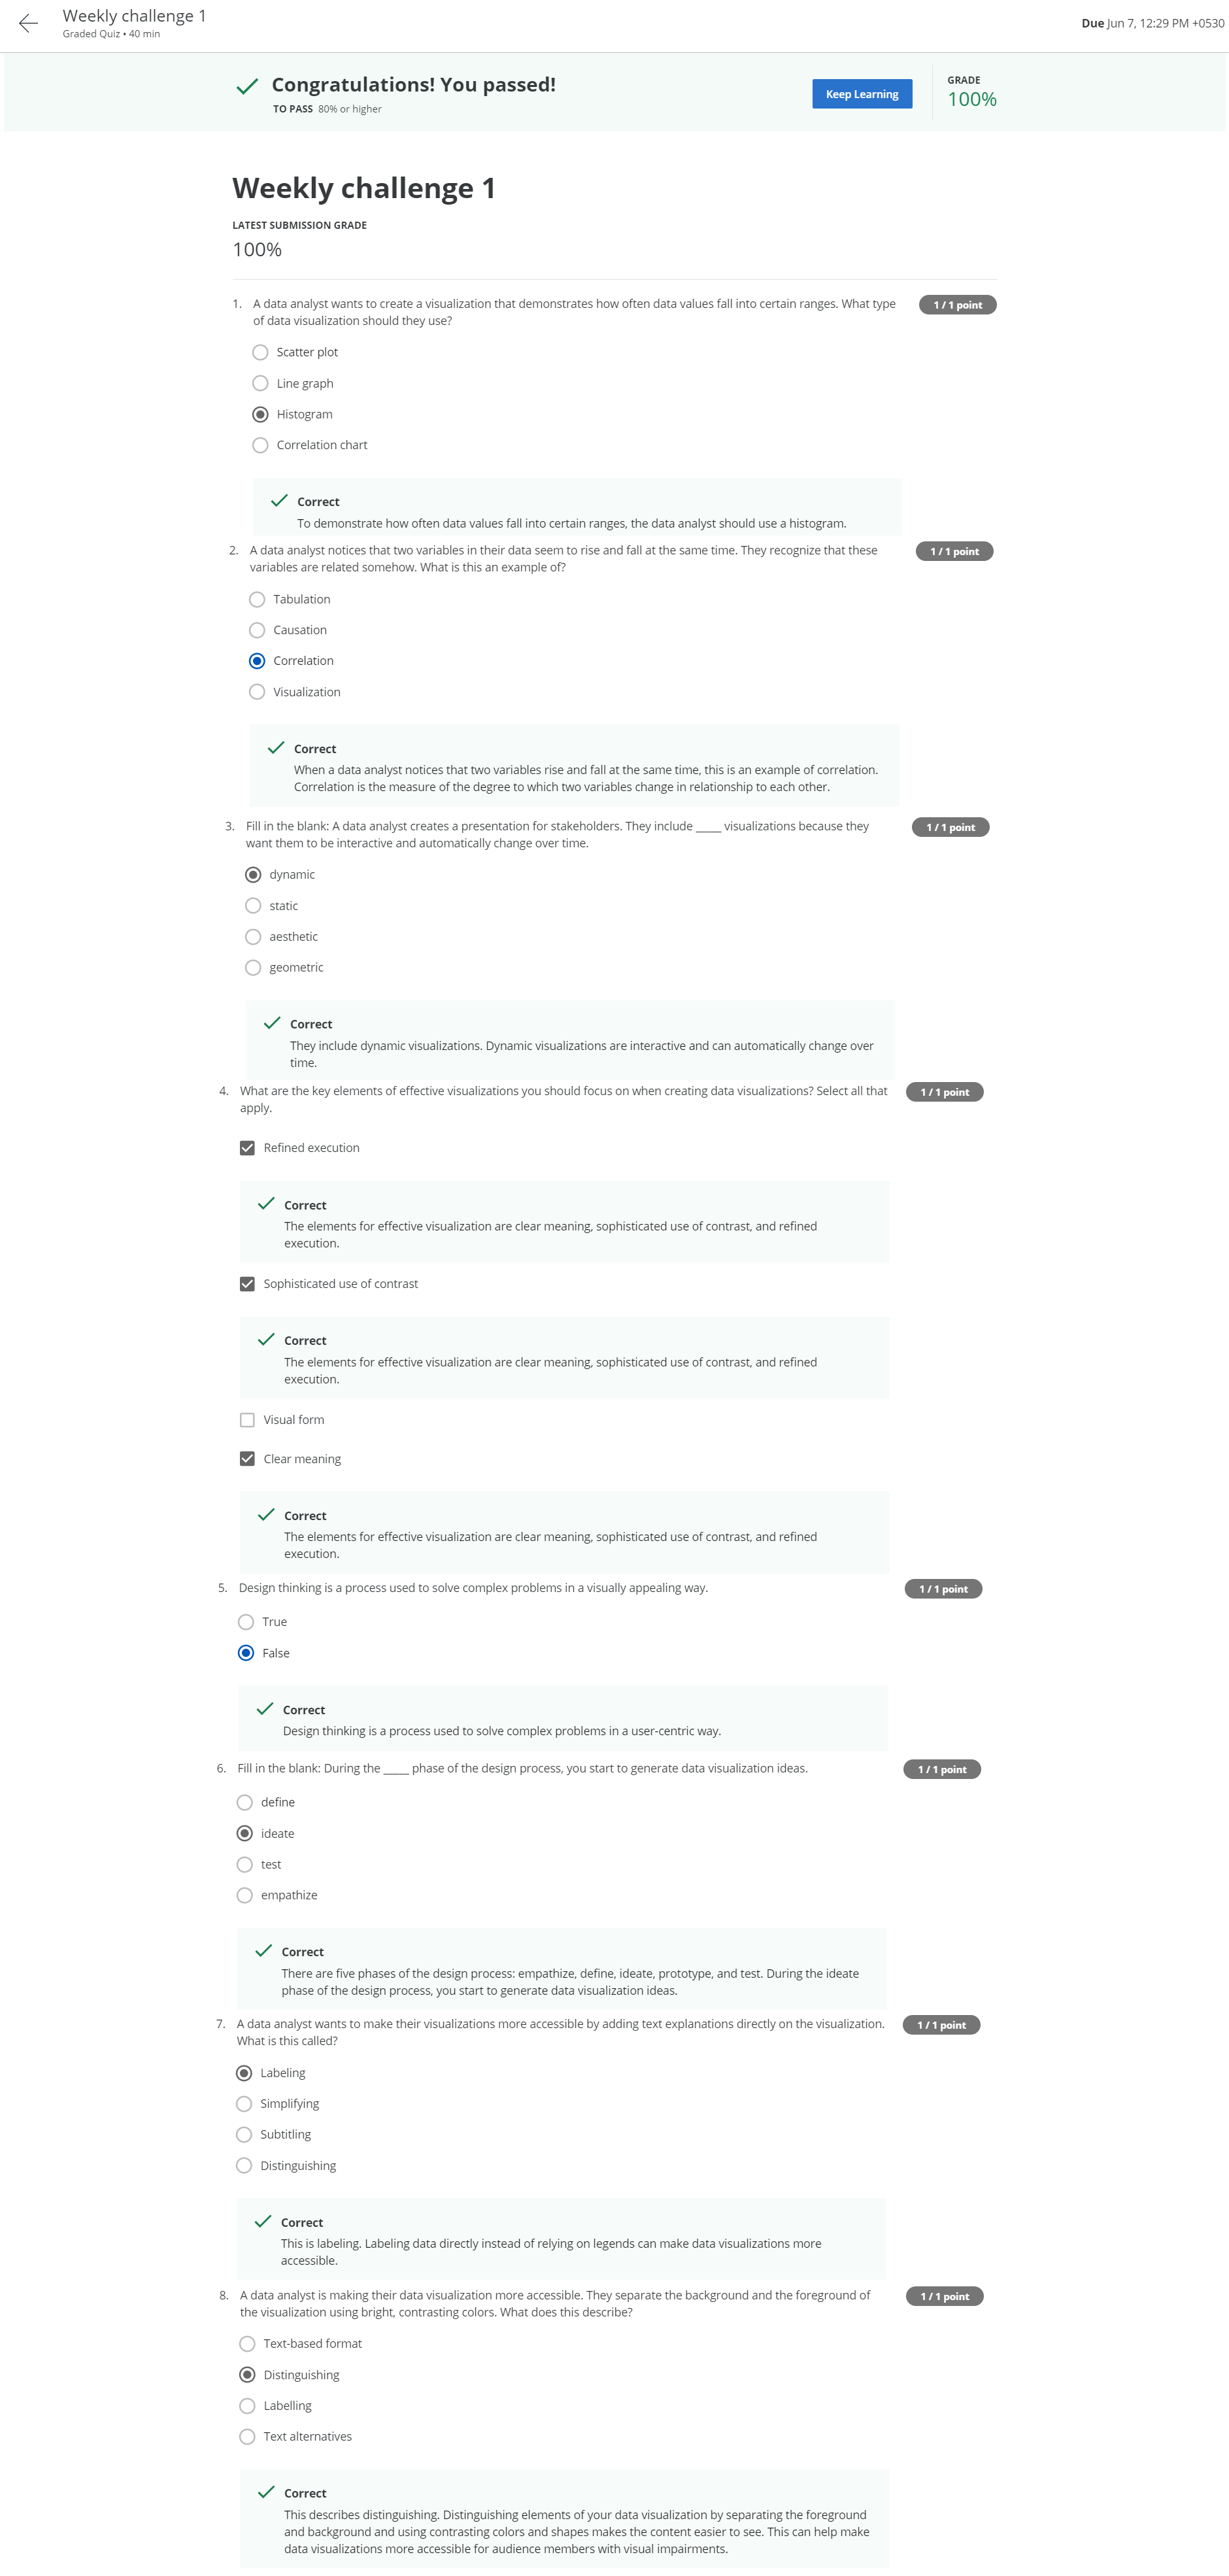 Weekly challenge 1
Graded Quiz • 40 min
Due Jun 7, 12:29 PM +0530
Congratulations! You passed!
TO PASS 80% or higher
Keep Learning
GRADE
100%
Weekly challenge 1
LATEST SUBMISSION GRADE
100%
1. A data analyst wants to create a visualization that demonstrates how often data values fall into certain ranges. What type
of data visualization should they use?
1 / 1 point
Scatter plot
Line graph
Histogram
Correlation chart
Correct
To demonstrate how often data values fall into certain ranges, the data analyst should use a histogram.
2. A data analyst notices that two variables in their data seem to rise and fall at the same time. They recognize that these
variables are related somehow. What is this an example of?
1 / 1 point
Tabulation
Causation
Correlation
Visualization
Correct
When a data analyst notices that two variables rise and fall at the same time, this is an example of correlation.
Correlation is the measure of the degree to which two variables change in relationship to each other.
3. Fill in the blank: A data analyst creates a presentation for stakeholders. They include _____ visualizations because they
want them to be interactive and automatically change over time.
1 / 1 point
dynamic
static
aesthetic
geometric
Correct
They include dynamic visualizations. Dynamic visualizations are interactive and can automatically change over
time.
4. What are the key elements of effective visualizations you should focus on when creating data visualizations? Select all that
apply.
1 / 1 point
Refined execution
Correct
The elements for effective visualization are clear meaning, sophisticated use of contrast, and refined
execution.
Sophisticated use of contrast
Correct
The elements for effective visualization are clear meaning, sophisticated use of contrast, and refined
execution.
Visual form
Clear meaning
Correct
The elements for effective visualization are clear meaning, sophisticated use of contrast, and refined
execution.
5. Design thinking is a process used to solve complex problems in a visually appealing way.
1 / 1 point
True
False
Correct
Design thinking is a process used to solve complex problems in a user-centric way.
6. Fill in the blank: During the _____ phase of the design process, you start to generate data visualization ideas.
1 / 1 point
define
ideate
test
empathize
Correct
There are five phases of the design process: empathize, define, ideate, prototype, and test. During the ideate
phase of the design process, you start to generate data visualization ideas.
7. A data analyst wants to make their visualizations more accessible by adding text explanations directly on the visualization.
What is this called?
1 / 1 point
Labeling
Simplifying
Subtitling
Distinguishing
Correct
This is labeling. Labeling data directly instead of relying on legends can make data visualizations more
accessible.
8. A data analyst is making their data visualization more accessible. They separate the background and the foreground of
the visualization using bright, contrasting colors. What does this describe?
1 / 1 point
Text-based format
Distinguishing
Labelling
Text alternatives
Correct
This describes distinguishing. Distinguishing elements of your data visualization by separating the foreground
and background and using contrasting colors and shapes makes the content easier to see. This can help make
data visualizations more accessible for audience members with visual impairments.